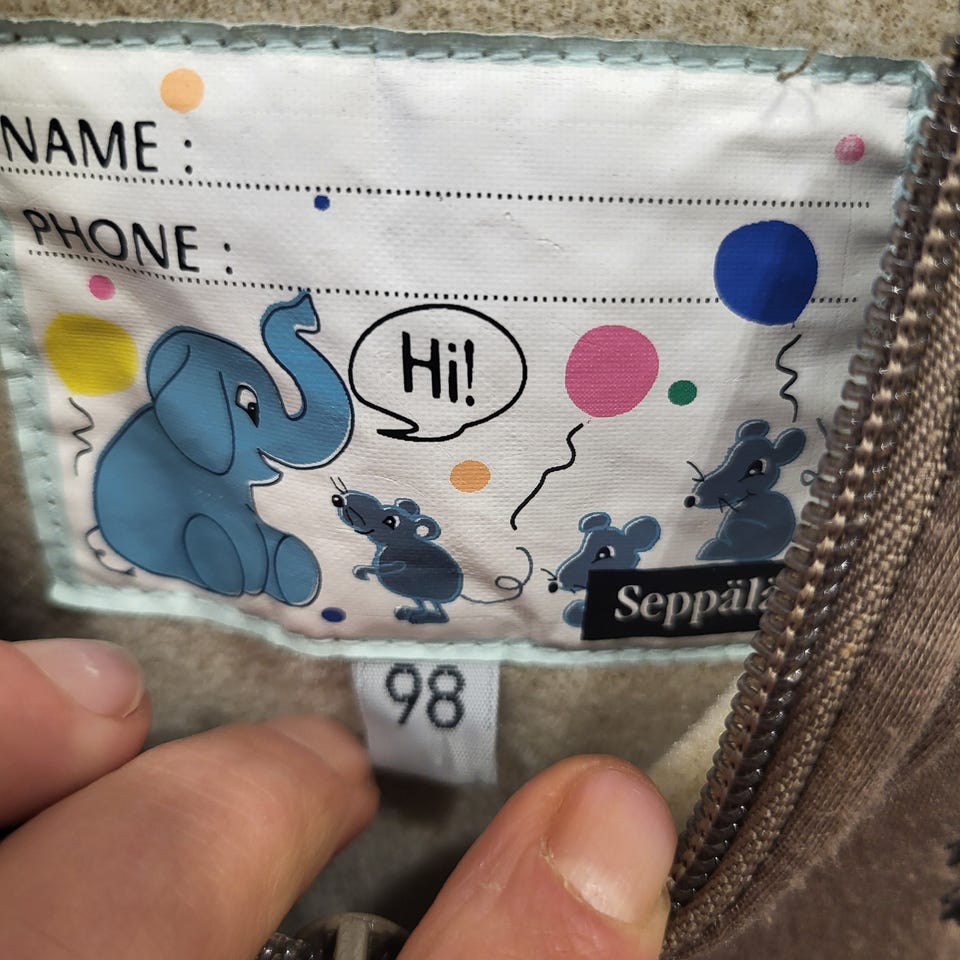 NAME :
PHONE :
Hi!
Seppälä
98